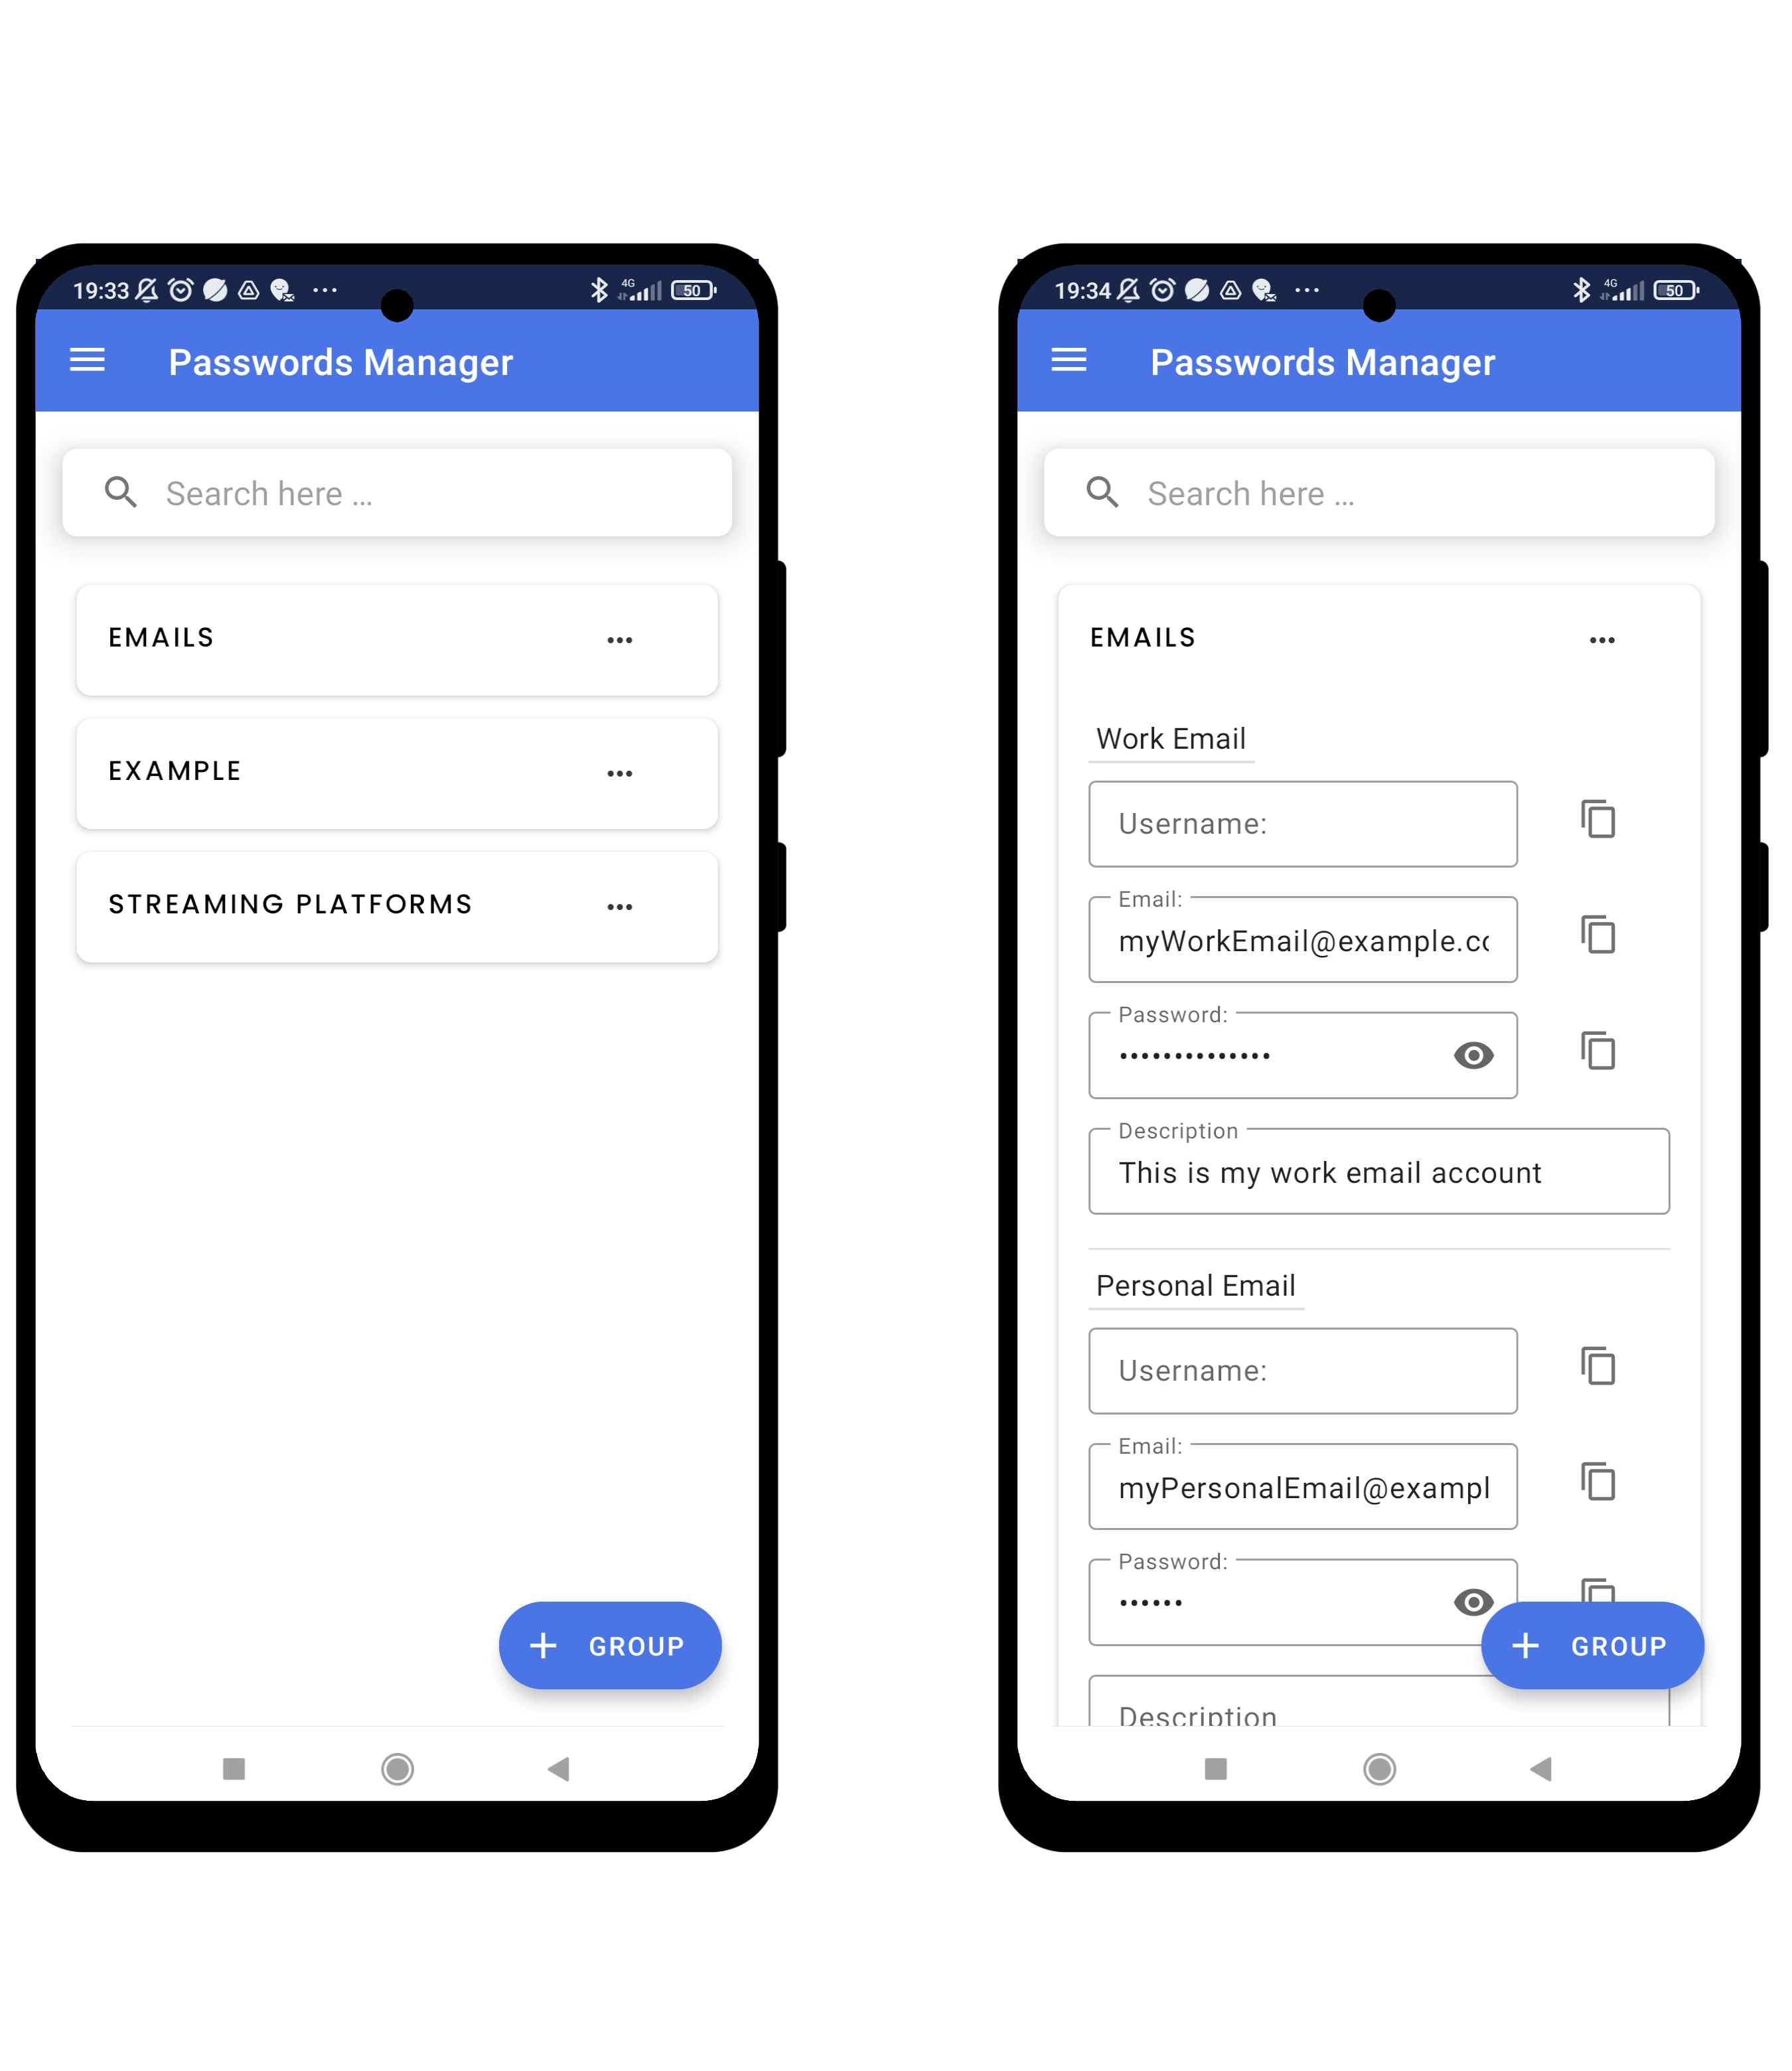 19:33
4G
50
Passwords Manager
Search here ...
EMAILS
EXAMPLE
STREAMING PLATFORMS
+ GROUP
19:34
4G
50
Passwords Manager
Search here ...
EMAILS
Work Email
Username:
Email:
myWorkEmail@example.cc
Password:
••••••••••••••
Description
This is my work email account
Personal Email
Username:
Email:
myPersonalEmail@exampl
Password:
••••••
+ GROUP
Description